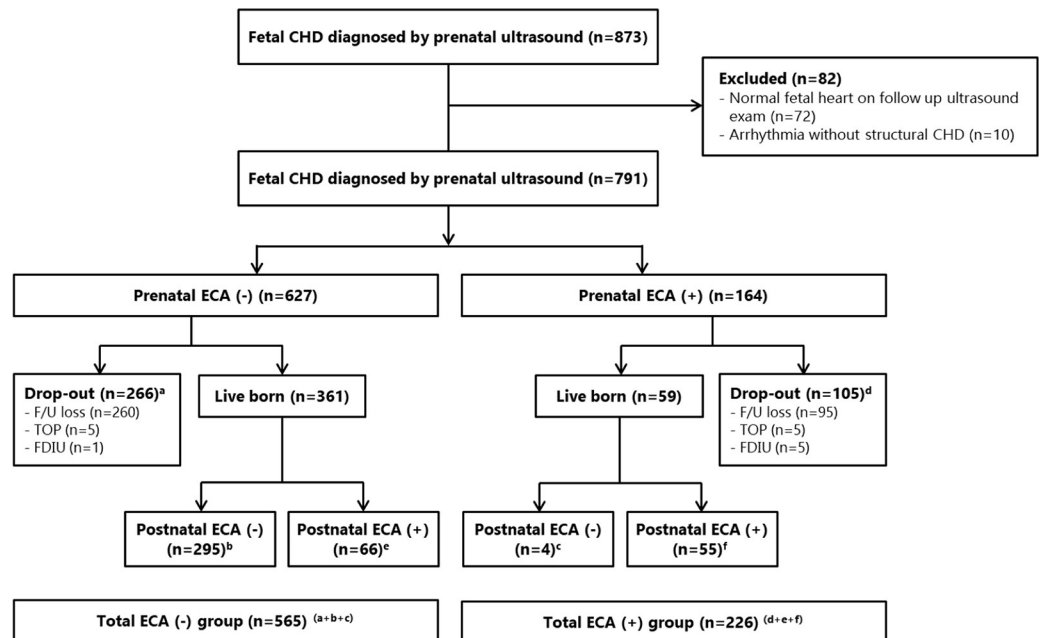 Fetal CHD diagnosed by prenatal ultrasound (n=873)
Excluded (n=82)
- Normal fetal heart on follow up ultrasound
exam (n=72)
- Arrhythmia without structural CHD (n=10)
Fetal CHD diagnosed by prenatal ultrasound (n=791)
Prenatal ECA (-) (n=627)
Prenatal ECA (+) (n=164)
Drop-out (n=266)ᵃ
- F/U loss (n=260)
- TOP (n=5)
- FDIU (n=1)
Live born (n=361)
Live born (n=59)
Drop-out (n=105)ᵈ
- F/U loss (n=95)
- TOP (n=5)
- FDIU (n=5)
Postnatal ECA (-)
(n=295)ᵇ
Postnatal ECA (+)
(n=66)ᵉ
Postnatal ECA (-)
(n=4)ᶜ
Postnatal ECA (+)
(n=55)ᶠ
Total ECA (-) group (n=565) (a+b+c)
Total ECA (+) group (n=226) (d+e+f)